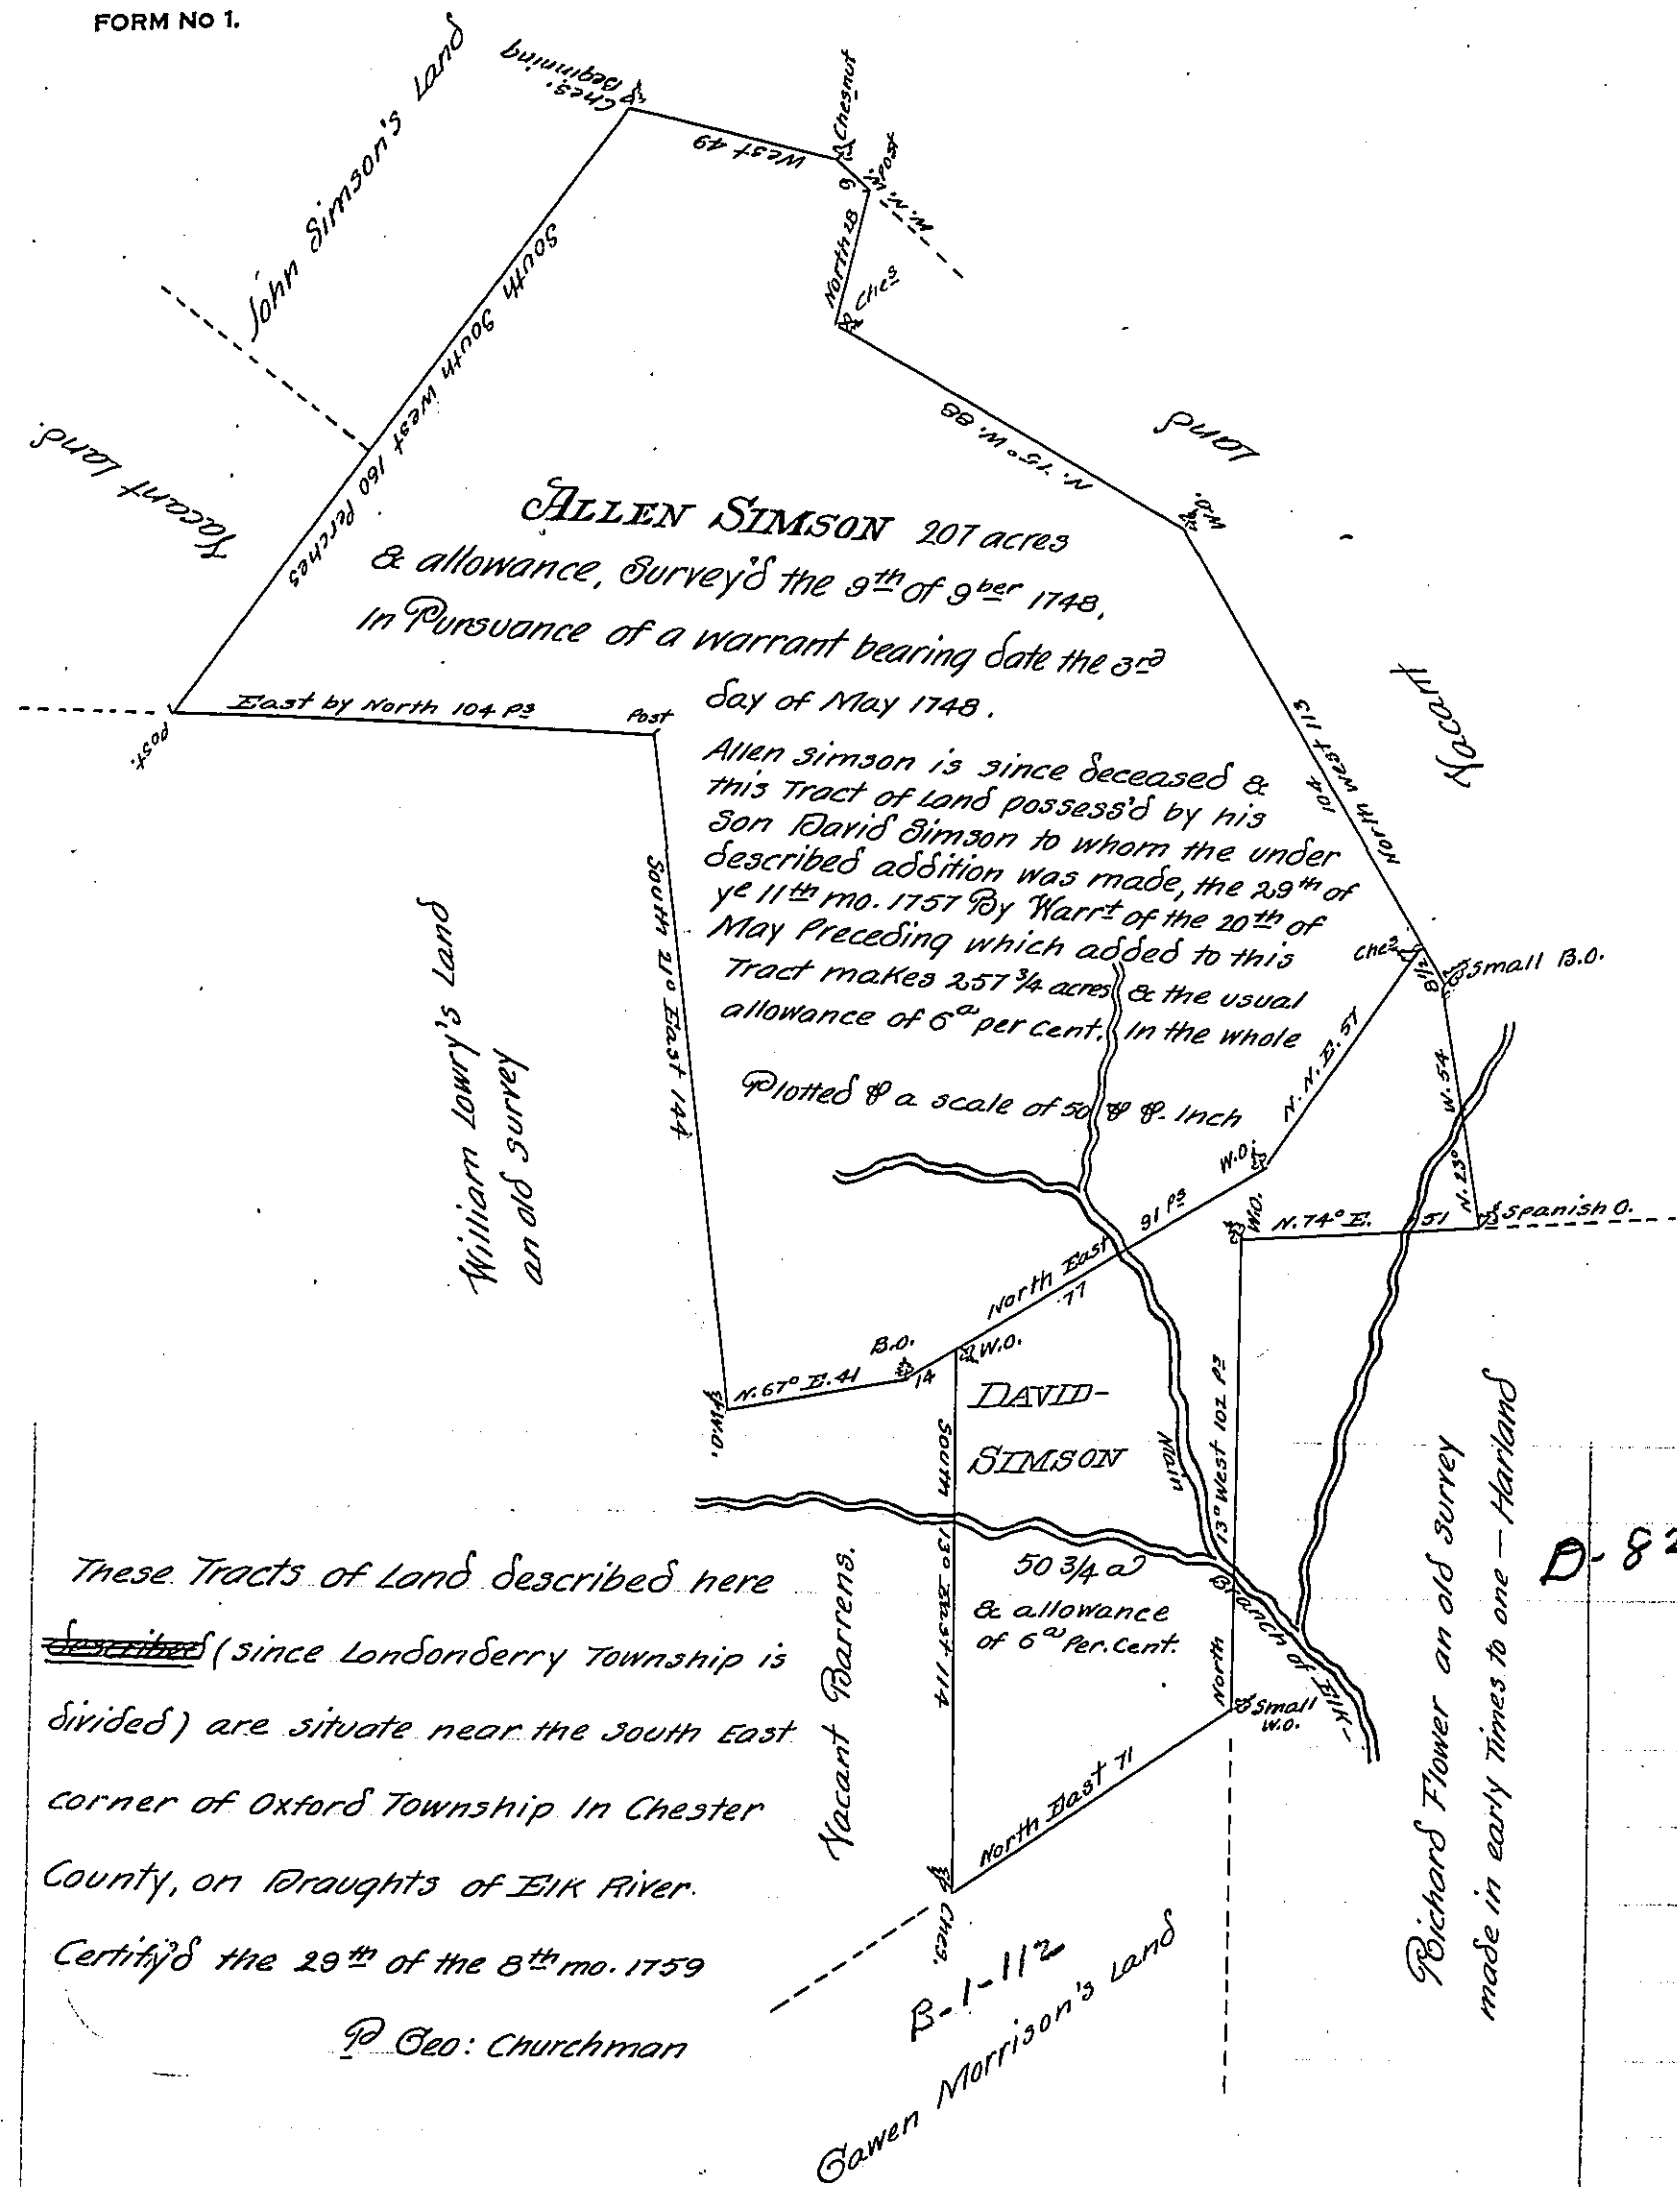 FORM No 1.
John Simson's Land
Ches.
Beginning
West 49
Chesnut
9
Post
W. N. W.
North 28
Ches
N. 75° W. 88
Land
W.O.
Vacant Land.
South South West 160 Perches
ALLEN SIMSON 207 acres
& allowance, Survey'd the 9th of 9ber 1748,
In Pursuance of a warrant bearing date the 3rd
day of May 1748.
East by North 104 Ps
Post
Post.
North West 113
104
Vacant
Allen Simson is since deceased &
this Tract of Land possess'd by his
Son David Simson to whom the under
described addition was made, the 29th of
ye 11th mo. 1757 By Warrt of the 20th of
May Preceding which added to this
Tract makes 257 3/4 acres & the usual
allowance of 6a per cent. In the whole
Plotted ⅌ a scale of 50 ⅌ ⅌. Inch
South 21° East 144
William Lowry's Land
an old survey
Ches
8 1/2
Small B.O.
N. N. E. 57
N. 23° W. 54
W.O.
W.O.
N. 74° E. 51
Spanish O.
North East 91 Ps
77
B.O.
14
W.O.
N. 67° E. 41
W.O.
DAVID-
SIMSON
South 13° East 114
North 13° West 102 Ps
Main Branch of Elk-
50 3/4 a
& allowance
of 6a Per. Cent.
Small
W.O.
North East 71
Ches.
Vacant Barrens.
Richard Flower an old survey
made in early Times to one — Harland
D-82
These Tracts of Land described here
described (since Londonderry Township is
divided) are situate near the South East
corner of Oxford Township In Chester
County, on Draughts of Elk River.
Certify'd the 29th of the 8th mo. 1759
⅌ Geo: Churchman
B-1-112
Gawen Morrison's Land